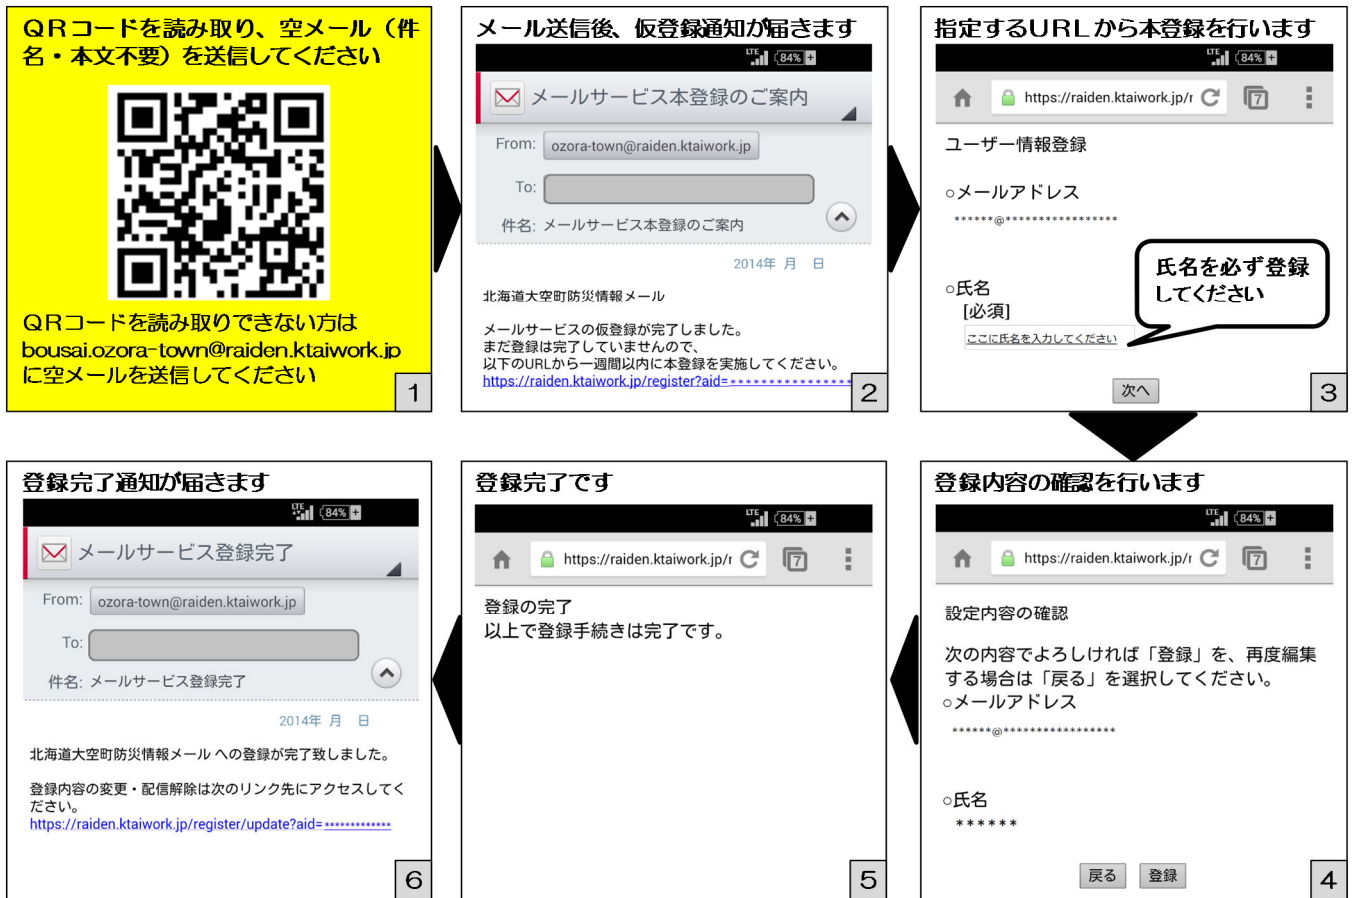 QRコードを読み取り、空メール（件
名・本文不要）を送信してください
QRコードを読み取りできない方は
bousai.ozora-town@raiden.ktaiwork.jp
に空メールを送信してください
1
メール送信後、仮登録通知が届きます
LTE 84%
メールサービス本登録のご案内
From: ozora-town@raiden.ktaiwork.jp
To:
件名: メールサービス本登録のご案内
2014年 月 日
北海道大空町防災情報メール
メールサービスの仮登録が完了しました。
まだ登録は完了していませんので、
以下のURLから一週間以内に本登録を実施してください。
https://raiden.ktaiwork.jp/register?aid=****************
2
指定するURLから本登録を行います
LTE 84%
https://raiden.ktaiwork.jp/r 7
ユーザー情報登録
○メールアドレス
******@*****************
氏名を必ず登録
してください
○氏名
[必須]
ここに氏名を入力してください
次へ
3
登録内容の確認を行います
LTE 84%
https://raiden.ktaiwork.jp/r 7
設定内容の確認
次の内容でよろしければ「登録」を、再度編集
する場合は「戻る」を選択してください。
○メールアドレス
******@*****************
○氏名
******
戻る 登録
4
登録完了です
LTE 84%
https://raiden.ktaiwork.jp/r 7
登録の完了
以上で登録手続きは完了です。
5
登録完了通知が届きます
LTE 84%
メールサービス登録完了
From: ozora-town@raiden.ktaiwork.jp
To:
件名: メールサービス登録完了
2014年 月 日
北海道大空町防災情報メール への登録が完了致しました。
登録内容の変更・配信解除は次のリンク先にアクセスしてく
ださい。
https://raiden.ktaiwork.jp/register/update?aid=*************
6